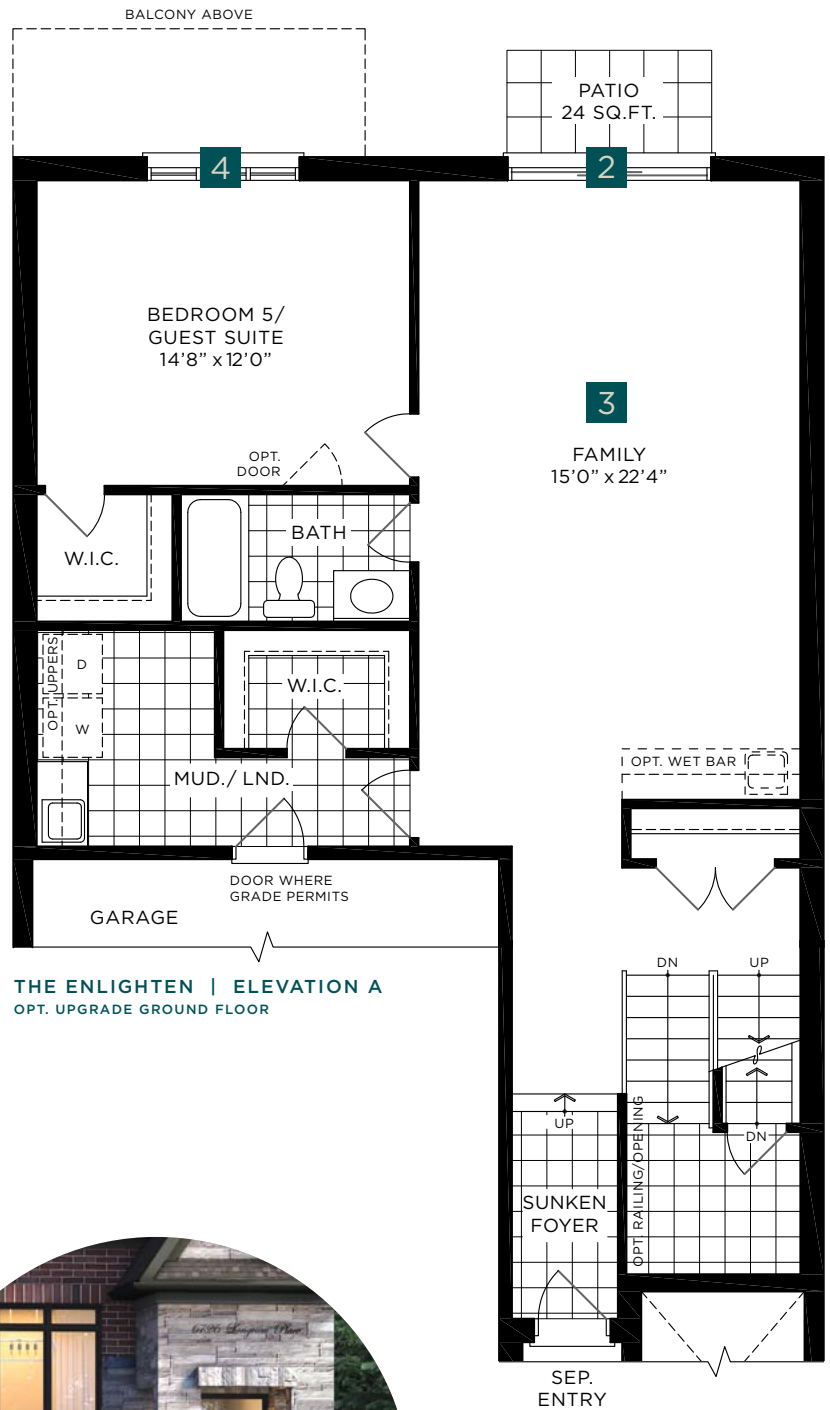 BALCONY ABOVE
PATIO
24 SQ.FT.
4
2
BEDROOM 5/
GUEST SUITE
14'8" x 12'0"
3
FAMILY
15'0" x 22'4"
OPT.
DOOR
W.I.C.
BATH
OPT. UPPERS
D
W
W.I.C.
MUD./ LND.
OPT. WET BAR
DOOR WHERE
GRADE PERMITS
GARAGE
DN
UP
THE ENLIGHTEN | ELEVATION A
OPT. UPGRADE GROUND FLOOR
UP
DN
OPT. RAILING/OPENING
SUNKEN
FOYER
SEP.
ENTRY